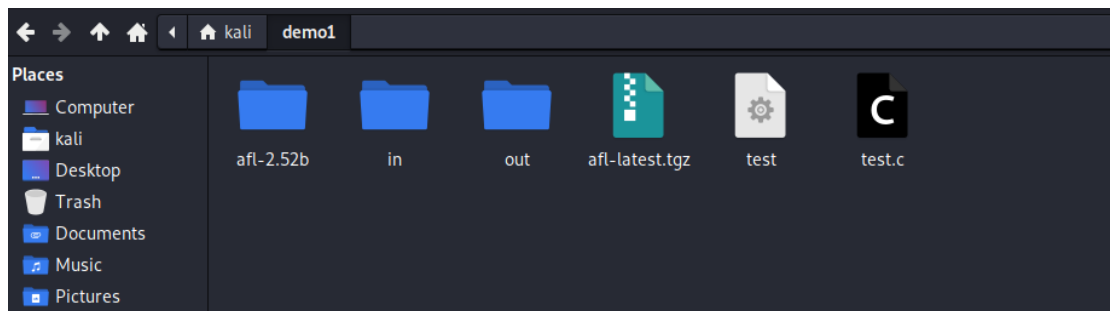 kali demo1
Places
Computer
kali
Desktop
Trash
Documents
Music
Pictures
afl-2.52b in out afl-latest.tgz test test.c
C